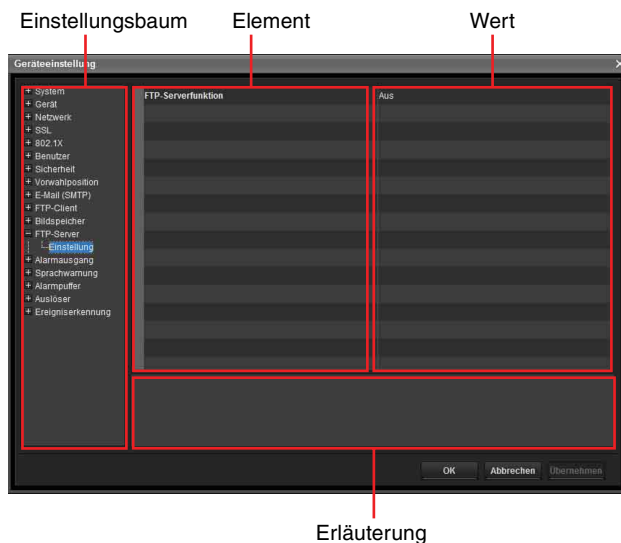 Einstellungsbaum Element Wert
Geräteeinstellung
System
Gerät
Netzwerk
SSL
802.1X
Benutzer
Sicherheit
Vorwahlposition
E-Mail (SMTP)
FTP-Client
Bildspeicher
FTP-Server
Einstellung
Alarmausgang
Sprachwarnung
Alarmpuffer
Auslöser
Ereigniserkennung
FTP-Serverfunktion Aus
OK Abbrechen Übernehmen
Erläuterung